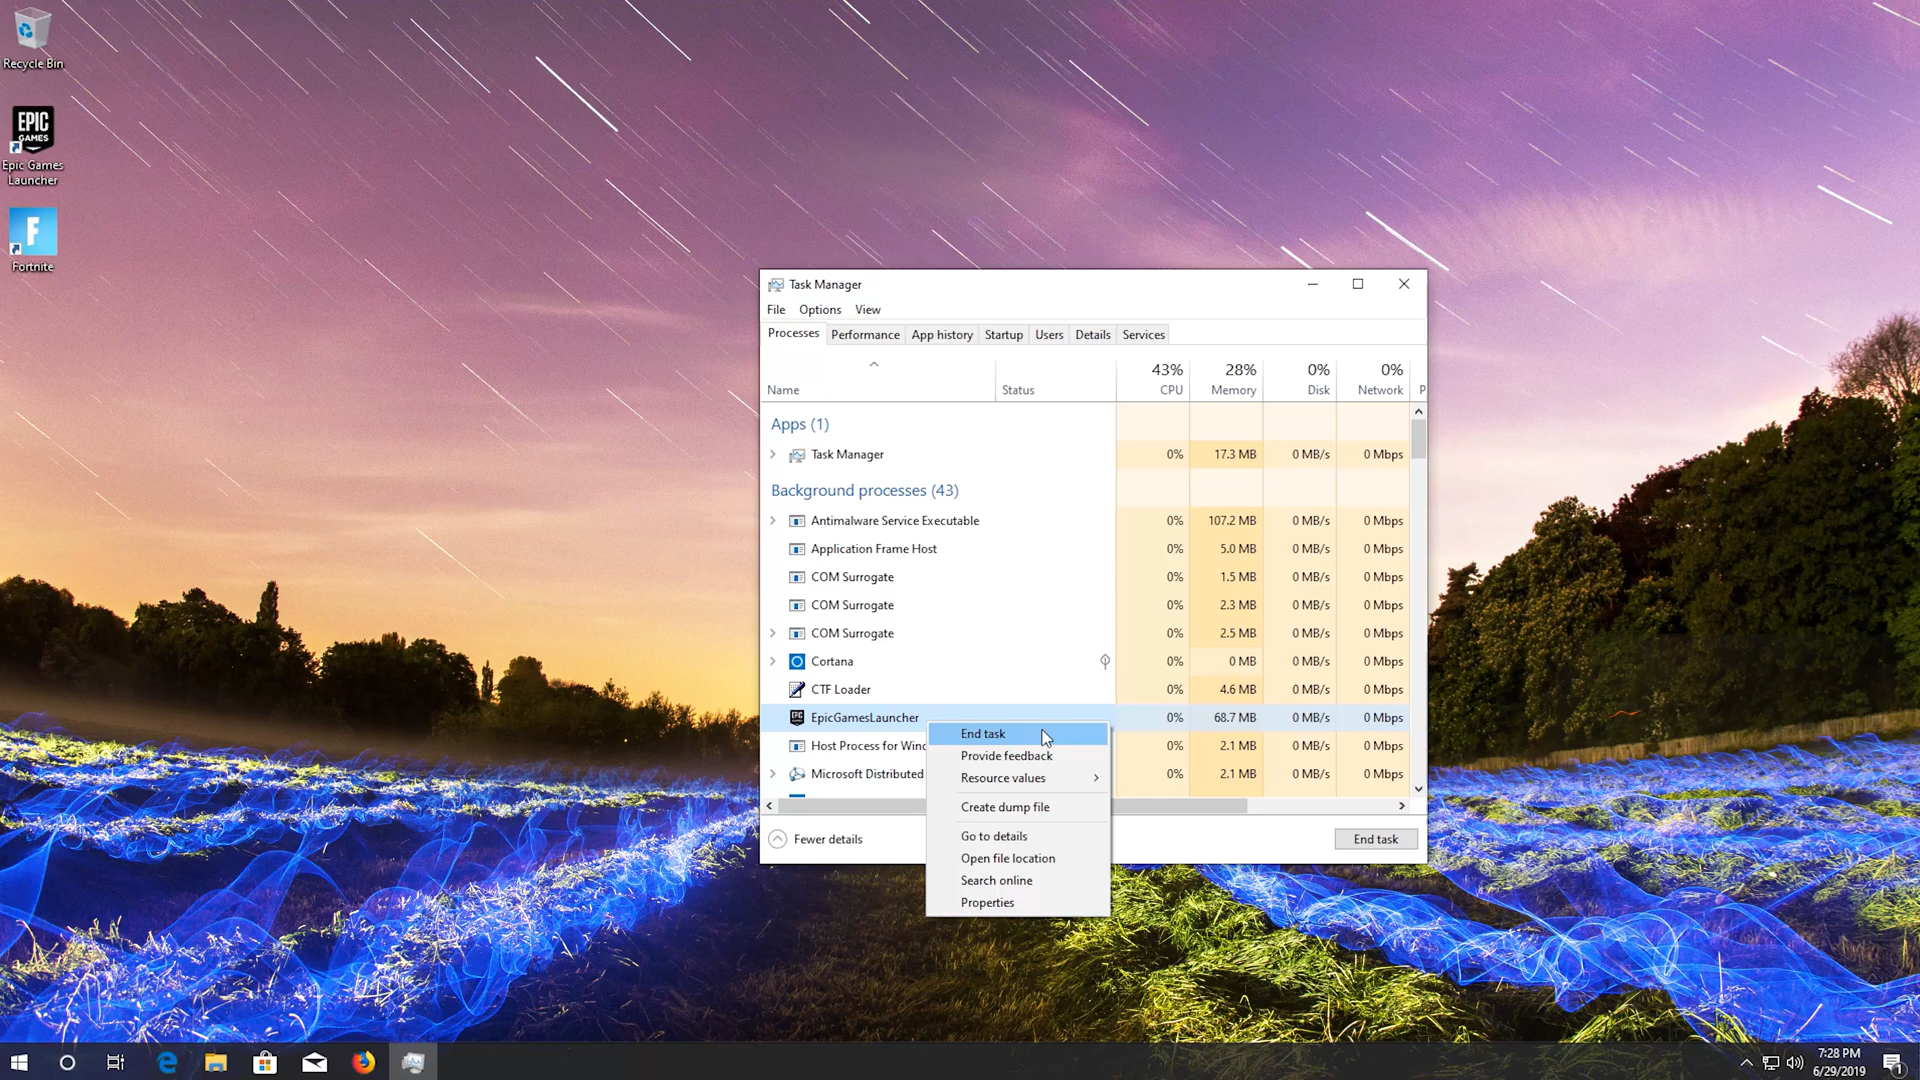 Recycle Bin
EPIC
GAMES
Epic Games
Launcher
F
Fortnite
Task Manager
File Options View
Processes Performance App history Startup Users Details Services
43% 28% 0% 0%
Name Status CPU Memory Disk Network P
Apps (1)
Task Manager 0% 17.3 MB 0 MB/s 0 Mbps
Background processes (43)
Antimalware Service Executable 0% 107.2 MB 0 MB/s 0 Mbps
Application Frame Host 0% 5.0 MB 0 MB/s 0 Mbps
COM Surrogate 0% 1.5 MB 0 MB/s 0 Mbps
COM Surrogate 0% 2.3 MB 0 MB/s 0 Mbps
COM Surrogate 0% 2.5 MB 0 MB/s 0 Mbps
Cortana 0% 0 MB 0 MB/s 0 Mbps
CTF Loader 0% 4.6 MB 0 MB/s 0 Mbps
EpicGamesLauncher 0% 68.7 MB 0 MB/s 0 Mbps
Host Process for Winc 0% 2.1 MB 0 MB/s 0 Mbps
Microsoft Distributed 0% 2.1 MB 0 MB/s 0 Mbps
End task
Provide feedback
Resource values
Create dump file
Go to details
Open file location
Search online
Properties
Fewer details
End task
7:28 PM
6/29/2019
1